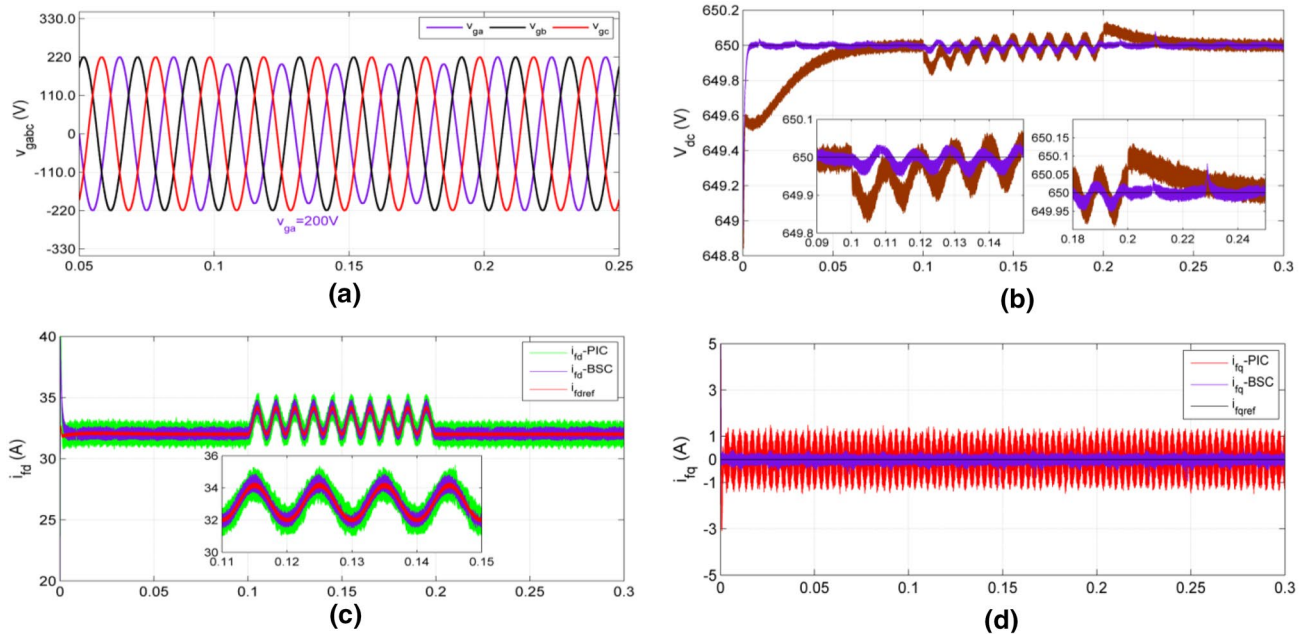 330.0
220
110.0
0
-110.0
-220
-330
v_gabc (V)
v_ga v_gb v_gc
v_ga=200V
0.05 0.1 0.15 0.2 0.25
(a)
650.2
650
649.8
649.6
649.4
649.2
649
648.8
V_dc (V)
650.1
650
649.9
649.8
0.09 0.1 0.11 0.12 0.13 0.14
650.15
650.1
650.05
650
649.95
0.18 0.2 0.22 0.24
0 0.05 0.1 0.15 0.2 0.25 0.3
(b)
40
35
30
25
20
i_fd (A)
i_fd-PIC
i_fd-BSC
i_fdref
36
34
32
30
0.11 0.12 0.13 0.14 0.15
0 0.05 0.1 0.15 0.2 0.25 0.3
(c)
5
3
1
0
-1
-3
-5
i_fq (A)
i_fq-PIC
i_fq-BSC
i_fqref
0 0.05 0.1 0.15 0.2 0.25 0.3
(d)